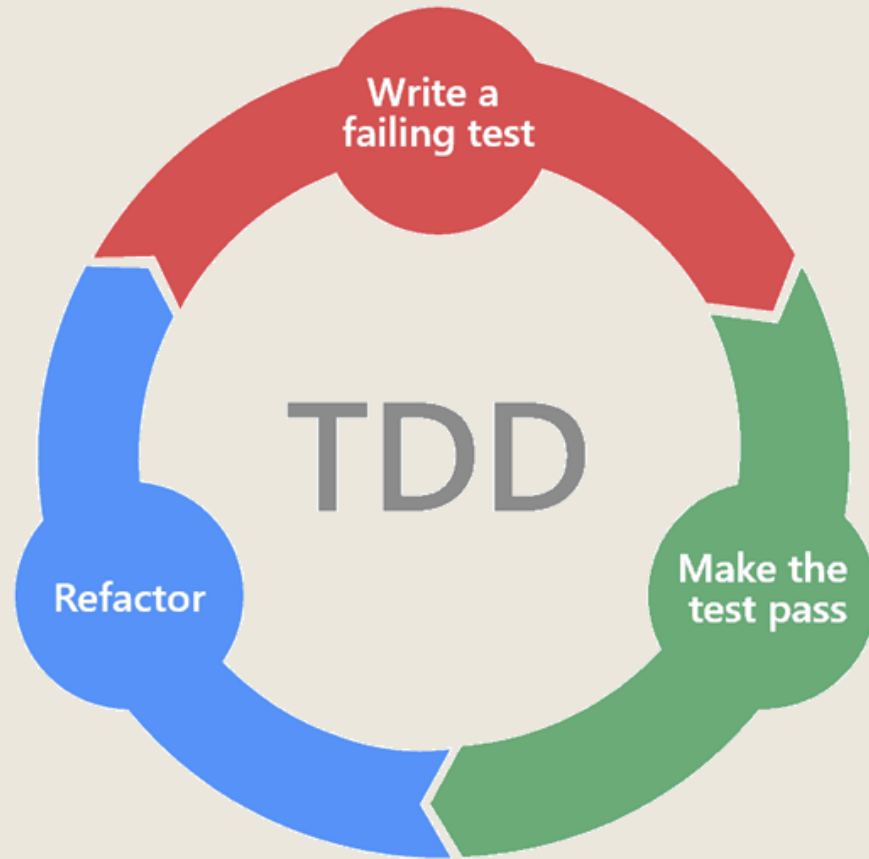 Write a
failing test
TDD
Make the
test pass
Refactor